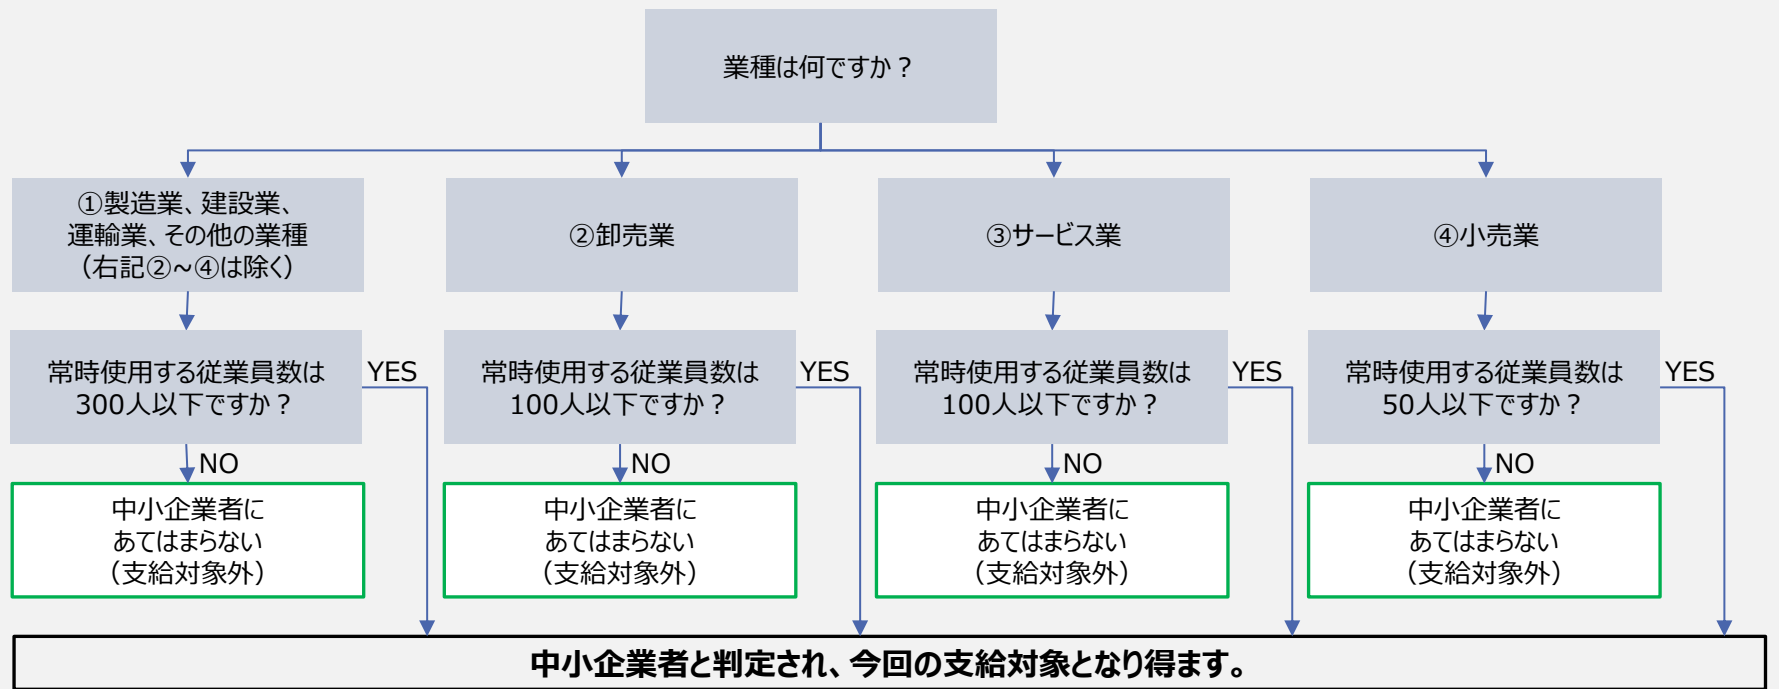 業種は何ですか？
①製造業、建設業、
運輸業、その他の業種
（右記②~④は除く）
②卸売業
③サービス業
④小売業
常時使用する従業員数は
300人以下ですか？
YES
常時使用する従業員数は
100人以下ですか？
YES
常時使用する従業員数は
100人以下ですか？
YES
常時使用する従業員数は
50人以下ですか？
YES
NO
NO
NO
NO
中小企業者に
あてはまらない
（支給対象外）
中小企業者に
あてはまらない
（支給対象外）
中小企業者に
あてはまらない
（支給対象外）
中小企業者に
あてはまらない
（支給対象外）
中小企業者と判定され、今回の支給対象となり得ます。